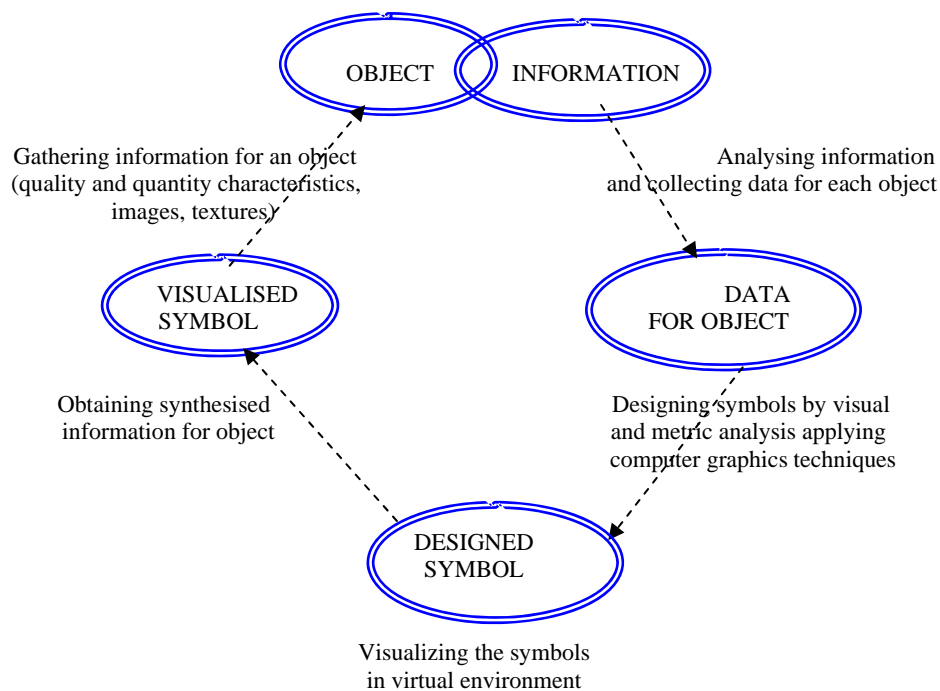 OBJECT
INFORMATION
Gathering information for an object
(quality and quantity characteristics,
images, textures)
Analysing information
and collecting data for each object
VISUALISED
SYMBOL
DATA
FOR OBJECT
Obtaining synthesised
information for object
Designing symbols by visual
and metric analysis applying
computer graphics techniques
DESIGNED
SYMBOL
Visualizing the symbols
in virtual environment